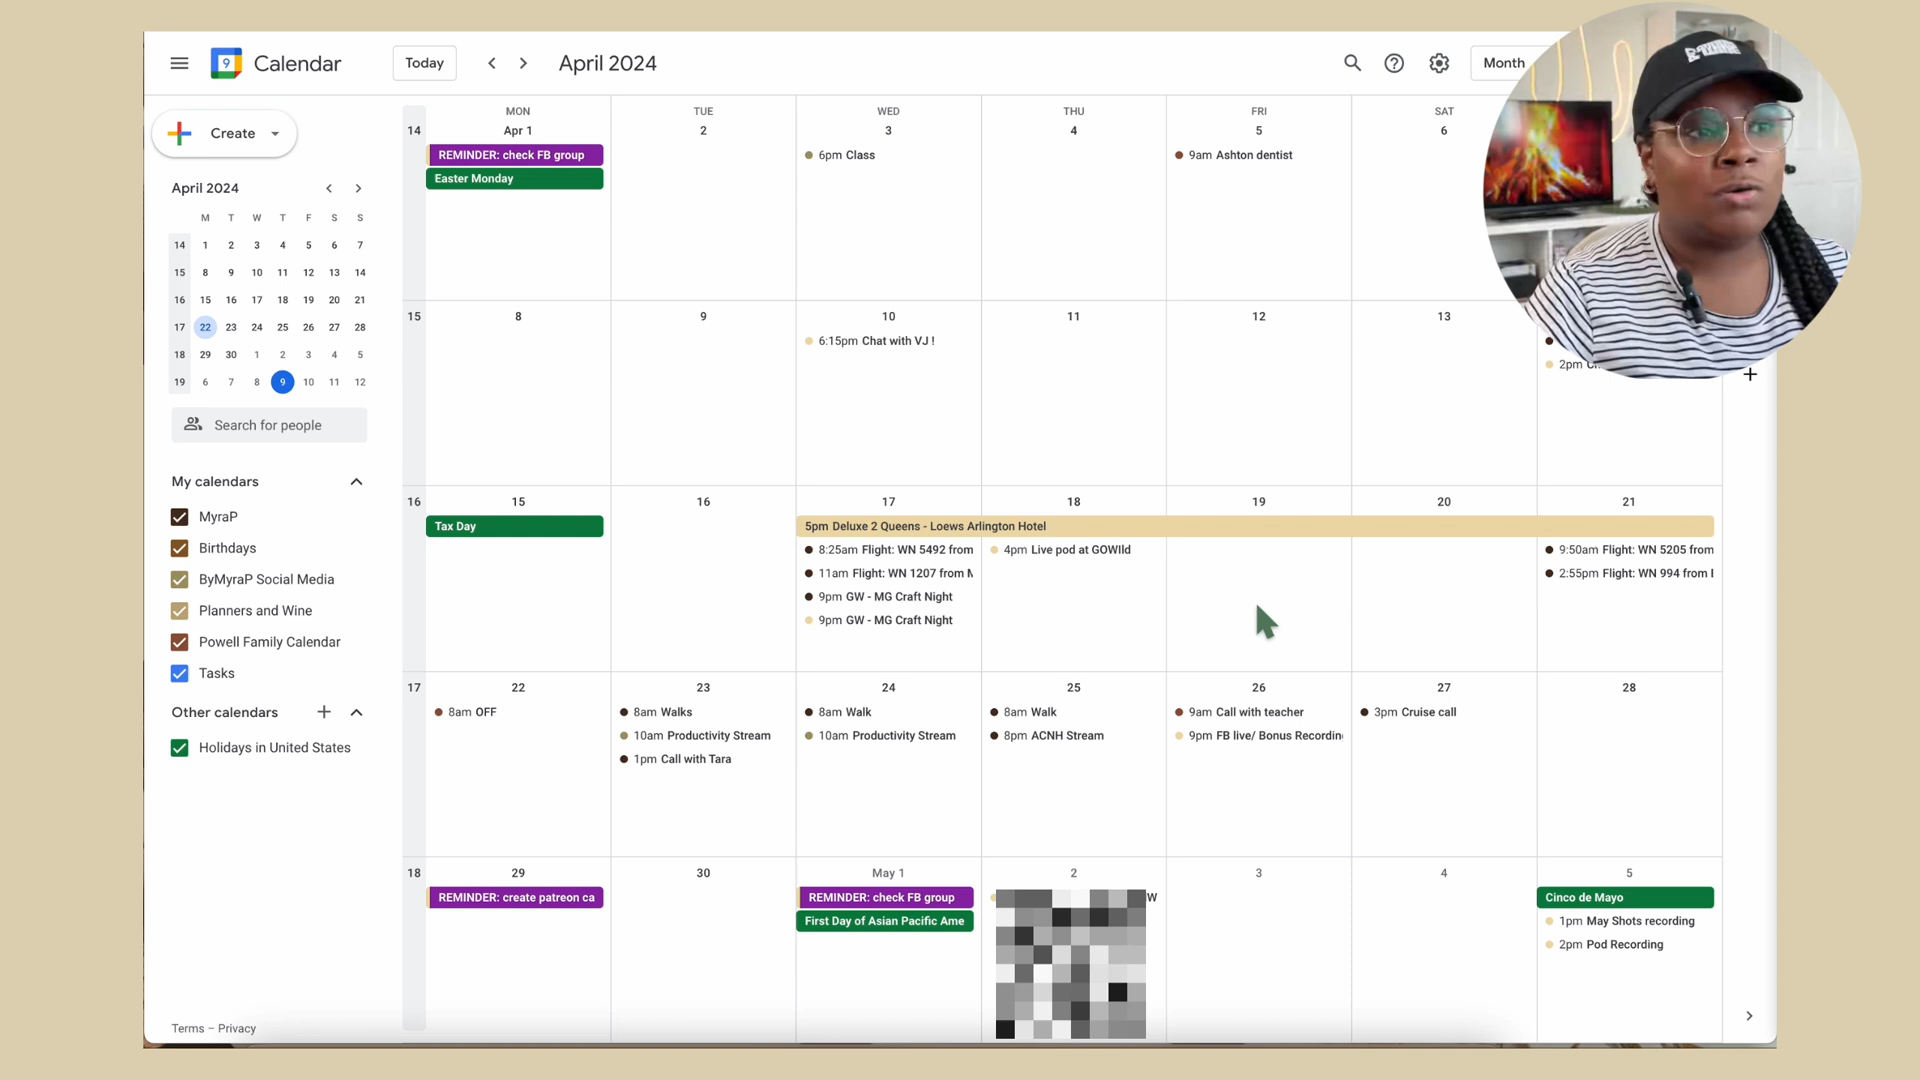 9 Calendar
Today
April 2024
Month
Create
April 2024
M T W T F S S
14 1 2 3 4 5 6 7
15 8 9 10 11 12 13 14
16 15 16 17 18 19 20 21
17 22 23 24 25 26 27 28
18 29 30 1 2 3 4 5
19 6 7 8 9 10 11 12
Search for people
My calendars
MyraP
Birthdays
ByMyraP Social Media
Planners and Wine
Powell Family Calendar
Tasks
Other calendars
Holidays in United States
Terms – Privacy
MON TUE WED THU FRI SAT
14 Apr 1 2 3 4 5 6
REMINDER: check FB group
Easter Monday
6pm Class
9am Ashton dentist
15 8 9 10 11 12 13
6:15pm Chat with VJ !
2pm
16 15 16 17 18 19 20 21
Tax Day
5pm Deluxe 2 Queens - Loews Arlington Hotel
8:25am Flight: WN 5492 from
11am Flight: WN 1207 from M
9pm GW - MG Craft Night
9pm GW - MG Craft Night
4pm Live pod at GOWIld
9:50am Flight: WN 5205 from
2:55pm Flight: WN 994 from
17 22 23 24 25 26 27 28
8am OFF
8am Walks
10am Productivity Stream
1pm Call with Tara
8am Walk
10am Productivity Stream
8am Walk
8pm ACNH Stream
9am Call with teacher
9pm FB live/ Bonus Recordin
3pm Cruise call
18 29 30 May 1 2 3 4 5
REMINDER: create patreon ca
REMINDER: check FB group
First Day of Asian Pacific Ame
W
Cinco de Mayo
1pm May Shots recording
2pm Pod Recording